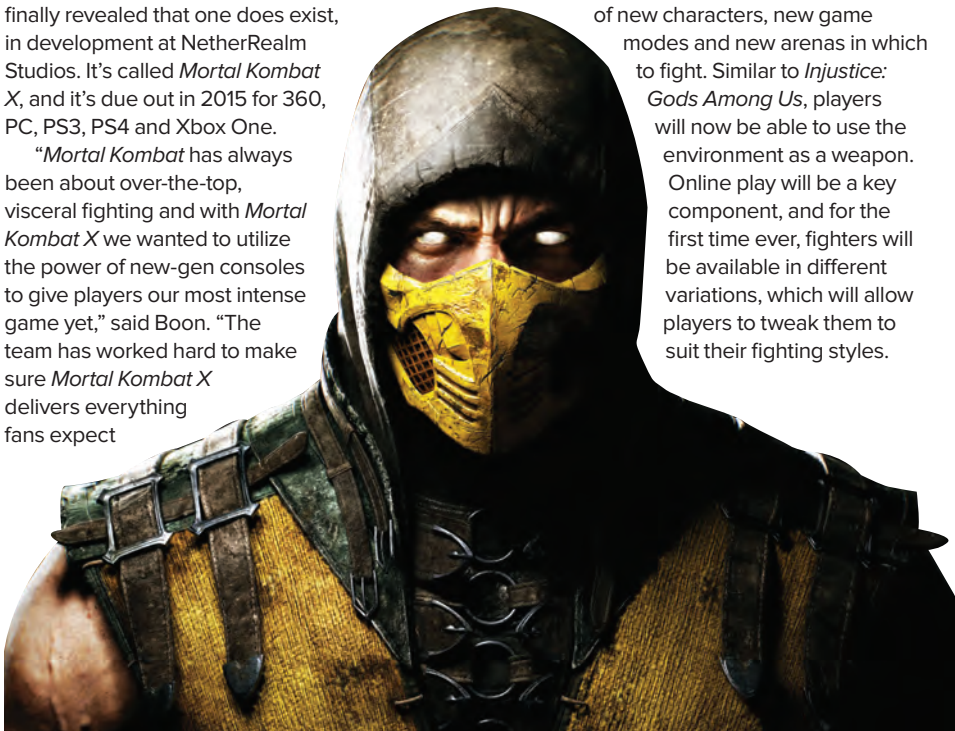 finally revealed that one does exist,
in development at NetherRealm
Studios. It’s called Mortal Kombat
X, and it’s due out in 2015 for 360,
PC, PS3, PS4 and Xbox One.
“Mortal Kombat has always
been about over-the-top,
visceral fighting and with Mortal
Kombat X we wanted to utilize
the power of new-gen consoles
to give players our most intense
game yet,” said Boon. “The
team has worked hard to make
sure Mortal Kombat X
delivers everything
fans expect
of new characters, new game
modes and new arenas in which
to fight. Similar to Injustice:
Gods Among Us, players
will now be able to use the
environment as a weapon.
Online play will be a key
component, and for the
first time ever, fighters will
be available in different
variations, which will allow
players to tweak them to
suit their fighting styles.